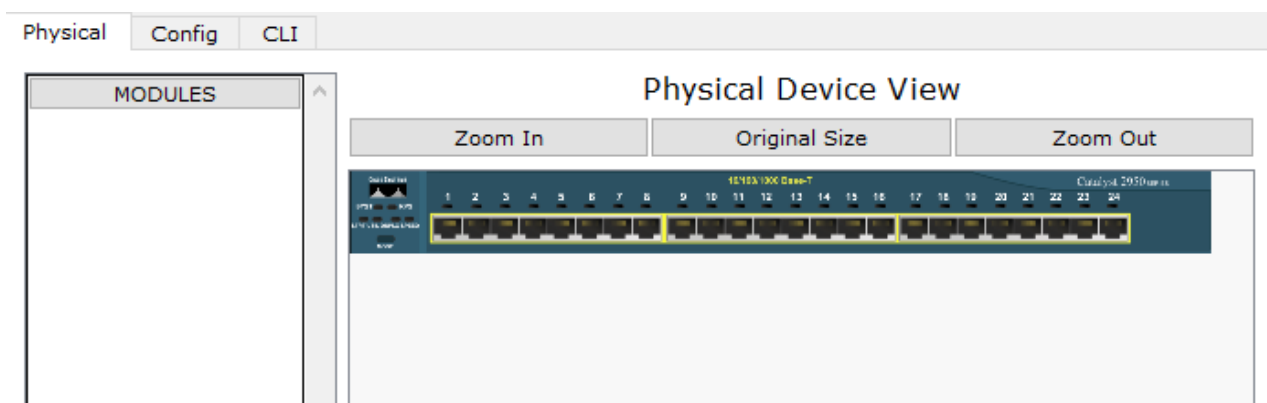 Physical Config CLI
MODULES
Physical Device View
Zoom In Original Size Zoom Out
10/100/1000 Base-T
Catalyst 2950
1 2 3 4 5 6 7 8 9 10 11 12 13 14 15 16 17 18 19 20 21 22 23 24